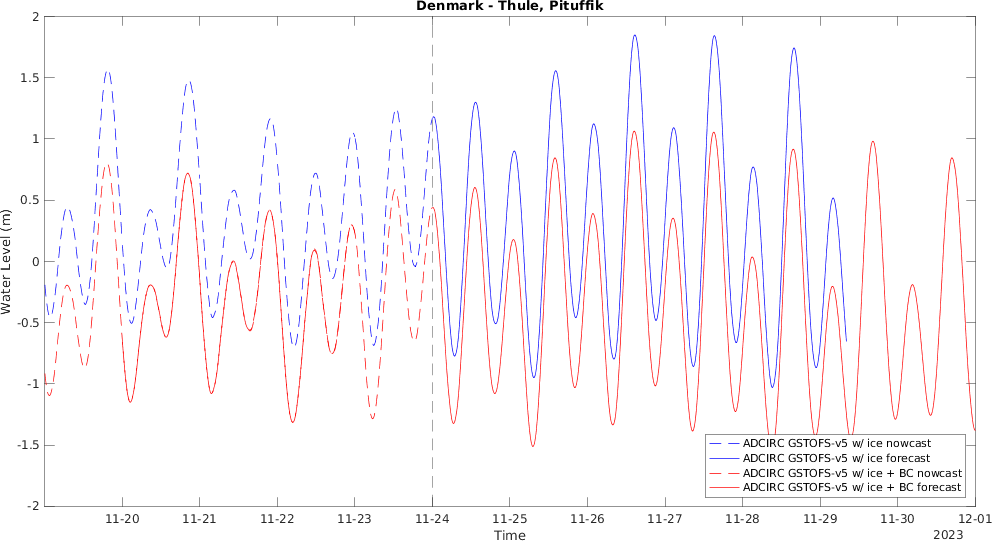 Denmark - Thule, Pituffik
2
1.5
1
0.5
0
-0.5
-1
-1.5
-2
Water Level (m)
ADCIRC GSTOFS-v5 w/ ice nowcast
ADCIRC GSTOFS-v5 w/ ice forecast
ADCIRC GSTOFS-v5 w/ ice + BC nowcast
ADCIRC GSTOFS-v5 w/ ice + BC forecast
11-20 11-21 11-22 11-23 11-24 11-25 11-26 11-27 11-28 11-29 11-30 12-01
Time
2023